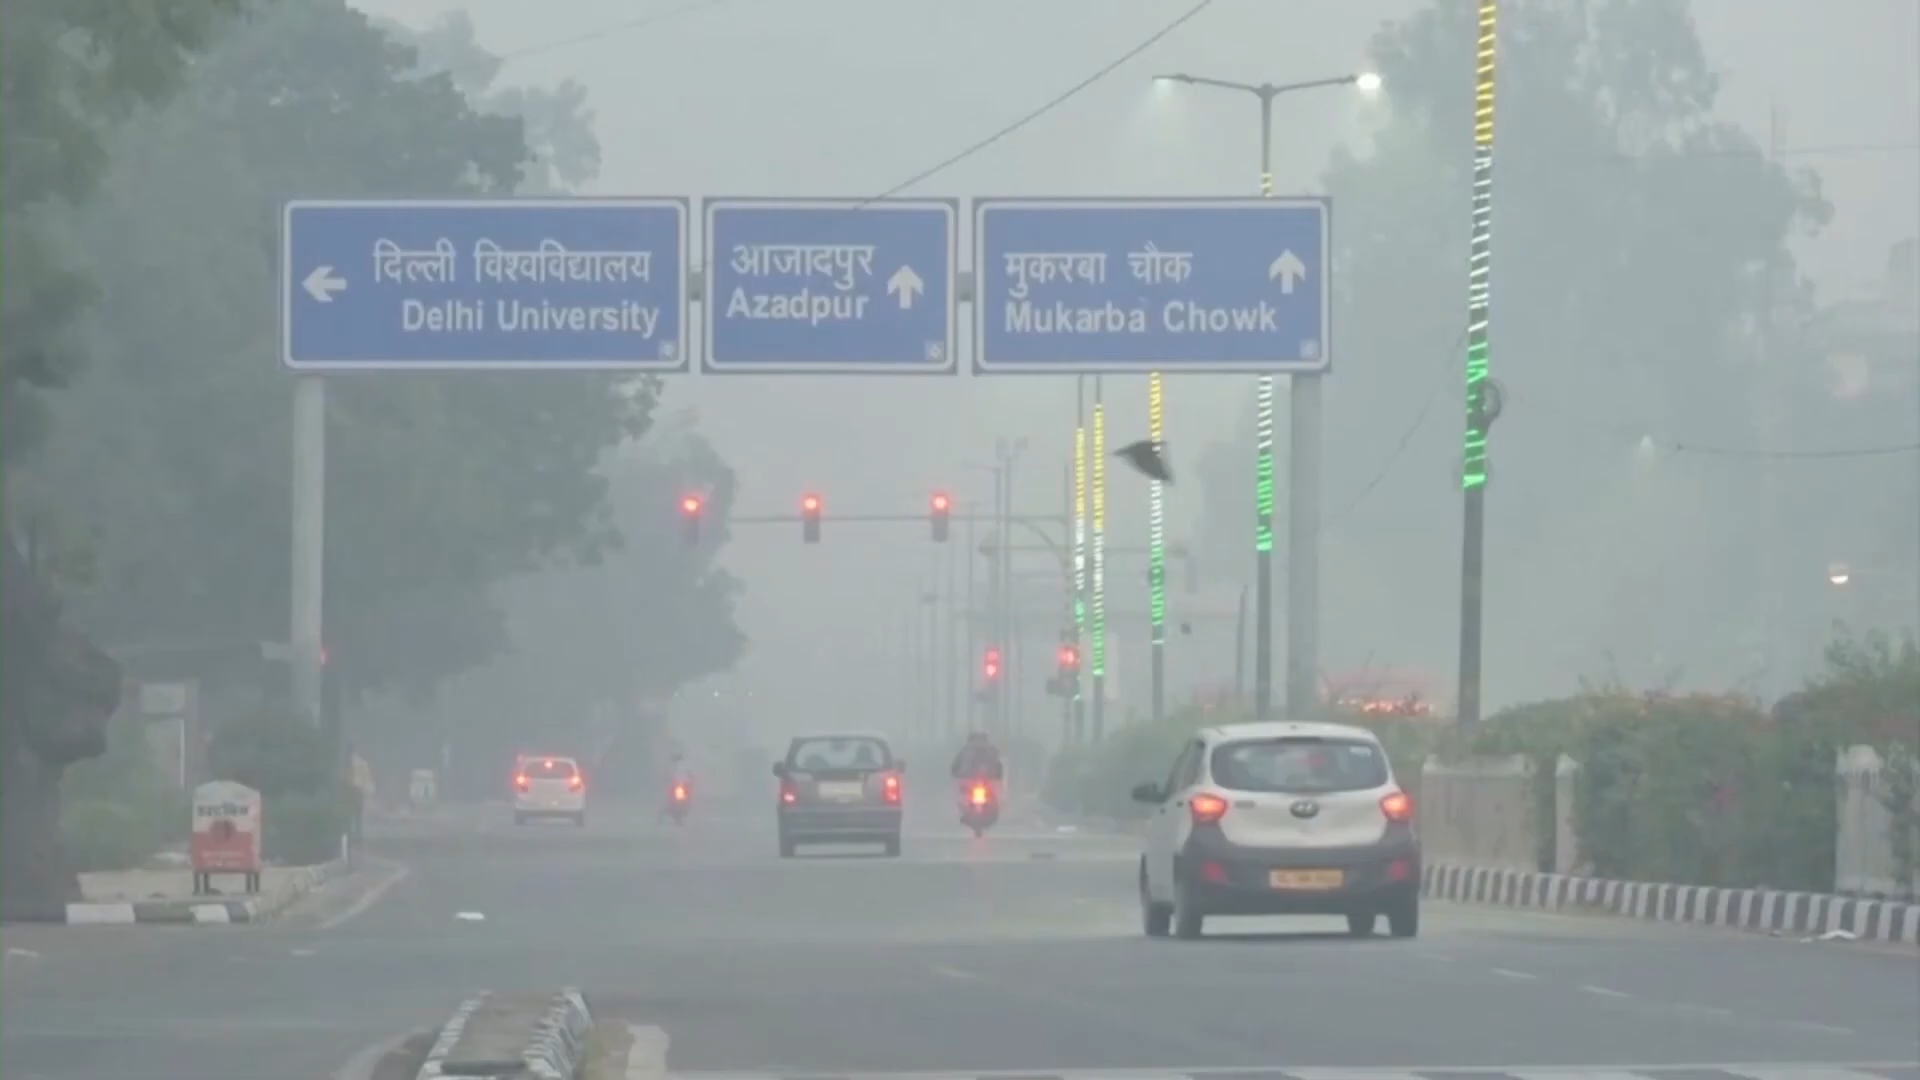 दिल्ली विश्वविद्यालय
Delhi University
आजादपुर
Azadpur
मुकरबा चौक
Mukarba Chowk